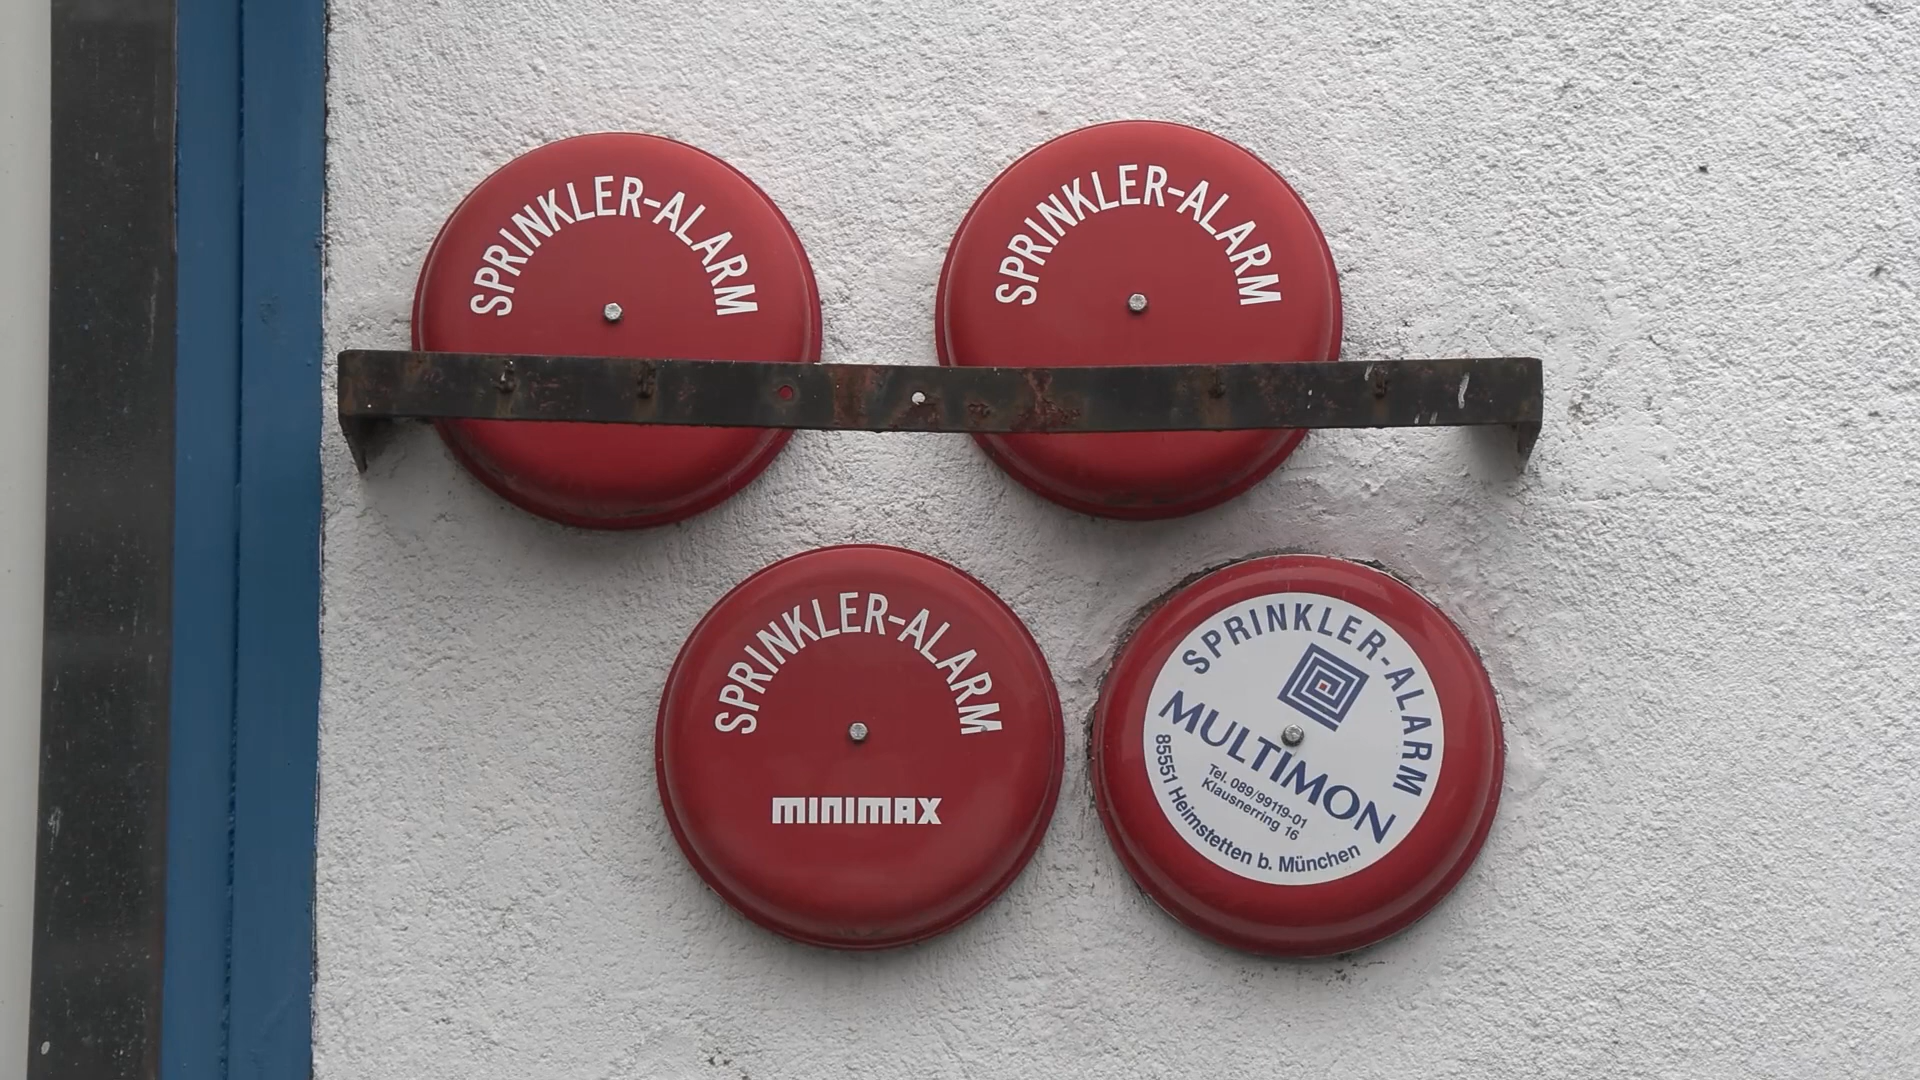 SPRINKLER-ALARM
SPRINKLER-ALARM
SPRINKLER-ALARM
MINIMAX
SPRINKLER-ALARM
MULTIMON
Tel. 089/99119-01
Klausnerring 16
85551 Heimstetten b. München